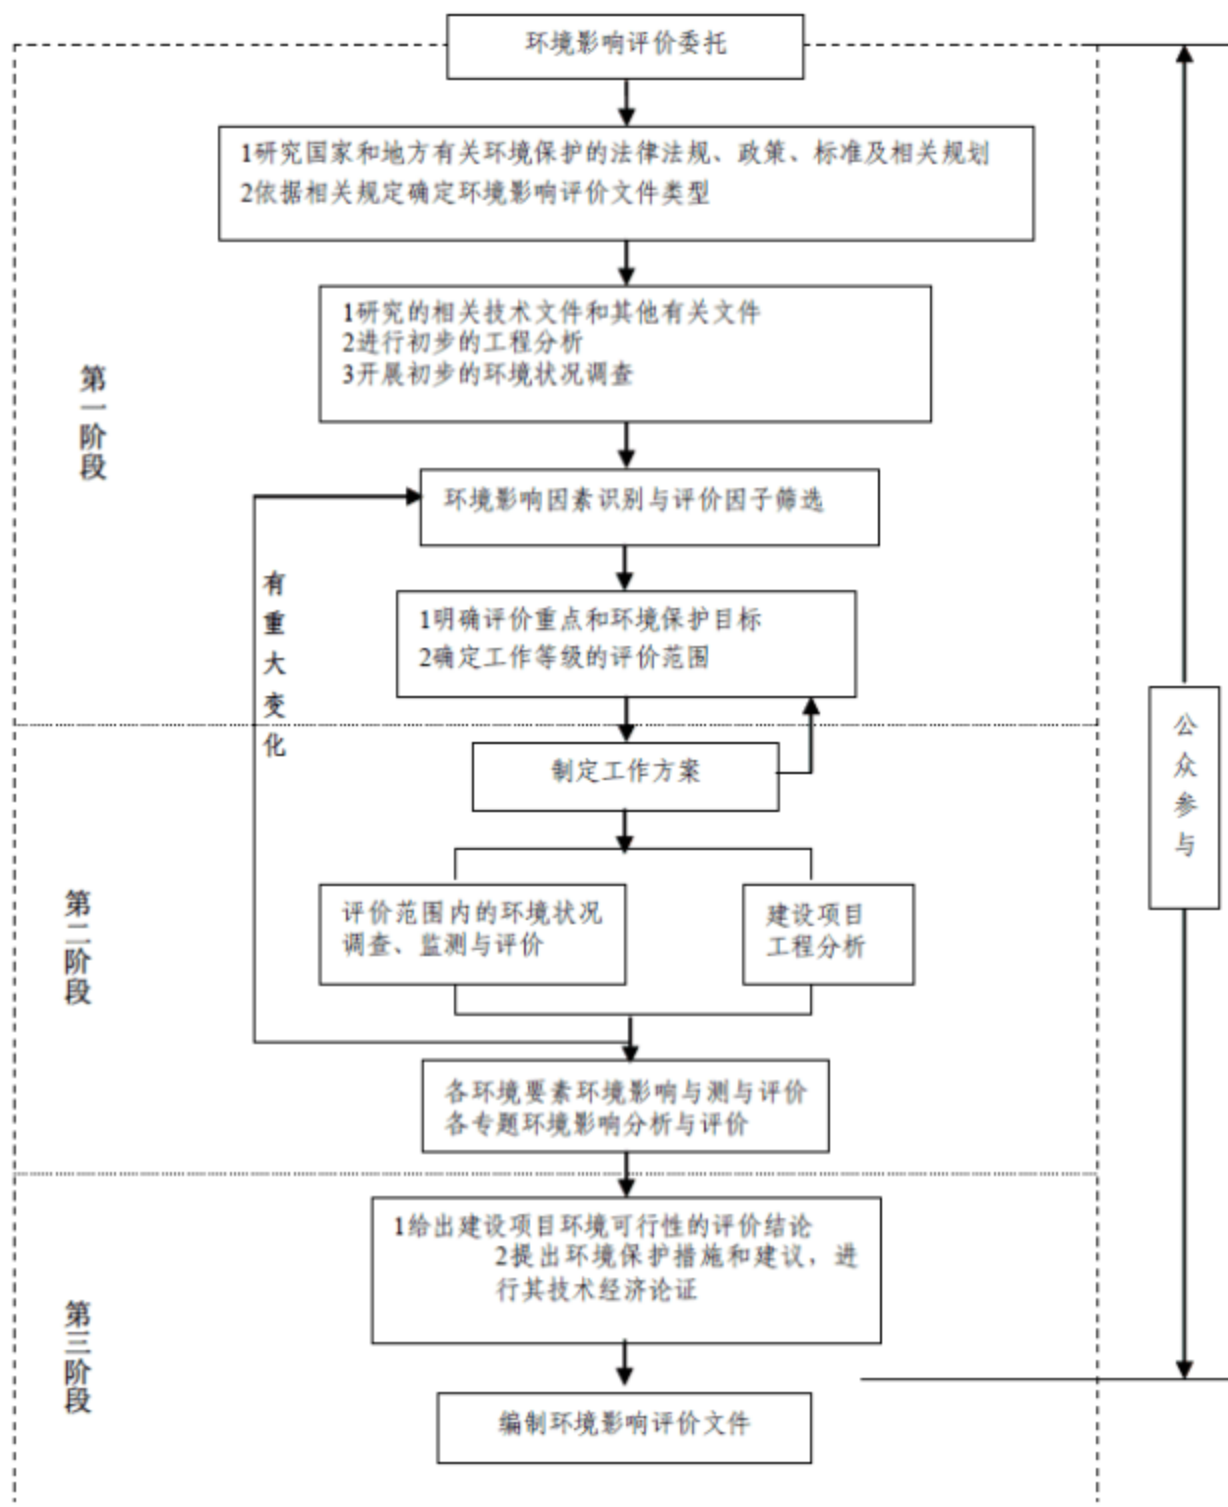 环境影响评价委托
1研究国家和地方有关环境保护的法律法规、政策、标准及相关规划
2依据相关规定确定环境影响评价文件类型
1研究的相关技术文件和其他有关文件
2进行初步的工程分析
3开展初步的环境状况调查
第一阶段
环境影响因素识别与评价因子筛选
有重大变化
1明确评价重点和环境保护目标
2确定工作等级的评价范围
公众参与
制定工作方案
第二阶段
评价范围内的环境状况
调查、监测与评价
建设项目
工程分析
各环境要素环境影响与测与评价
各专题环境影响分析与评价
第三阶段
1给出建设项目环境可行性的评价结论
2提出环境保护措施和建议，进
行其技术经济论证
编制环境影响评价文件